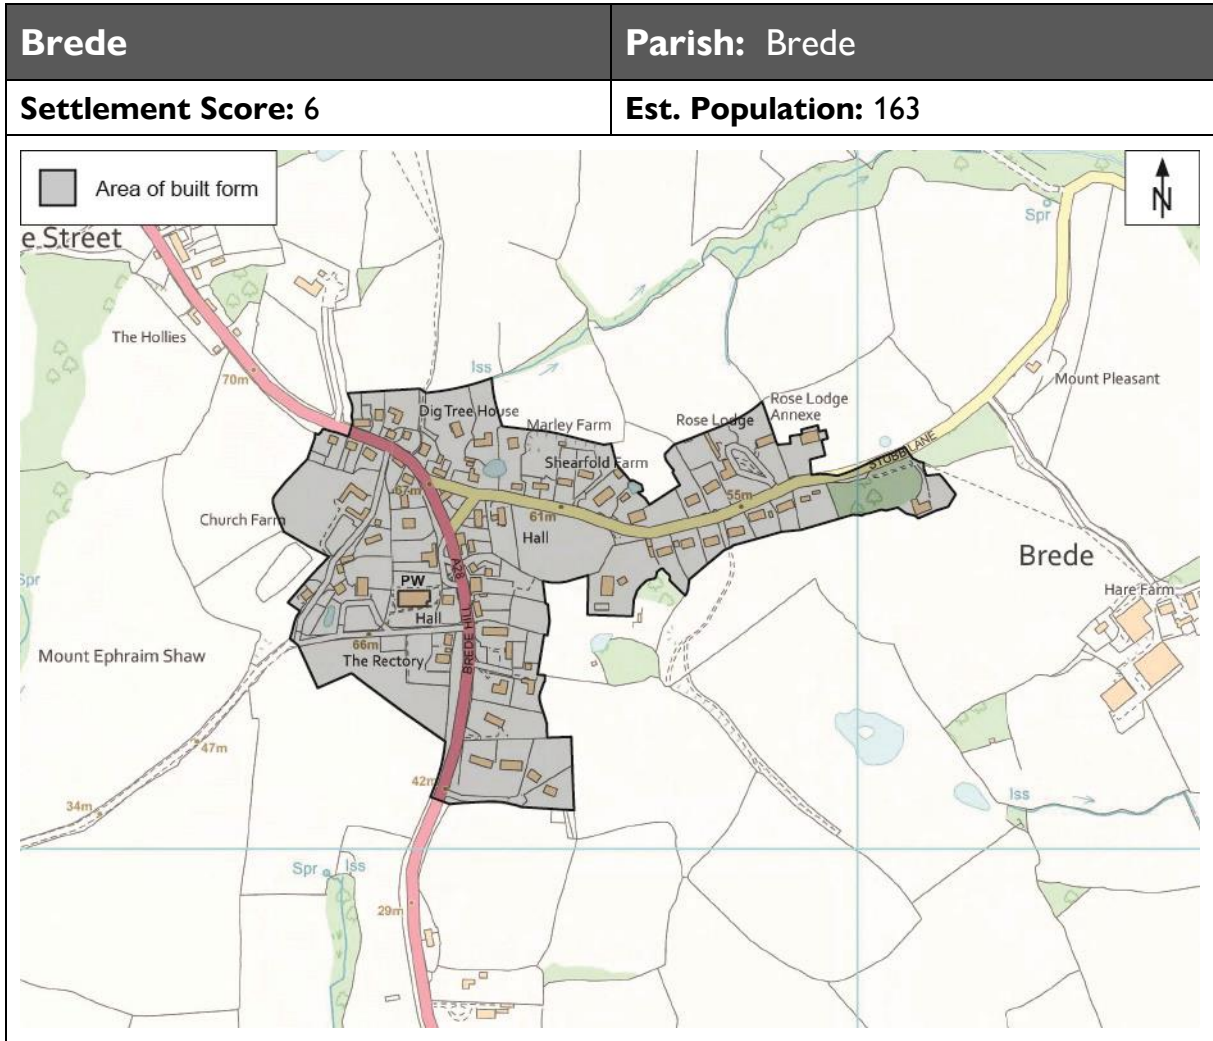 Brede
Parish: Brede
Settlement Score: 6
Est. Population: 163
Area of built form
N
e Street
Spr
The Hollies
70m
Iss
Mount Pleasant
Dig Tree House
Rose Lodge
Annexe
Rose Lodge
Marley Farm
STUBB LANE
Shearfold Farm
67m
55m
61m
Church Farm
Hall
A28
Brede
PW
Spr
Hare Farm
Hall
66m
BREDE HILL
Mount Ephraim Shaw
The Rectory
47m
42m
34m
Iss
Spr
Iss
29m